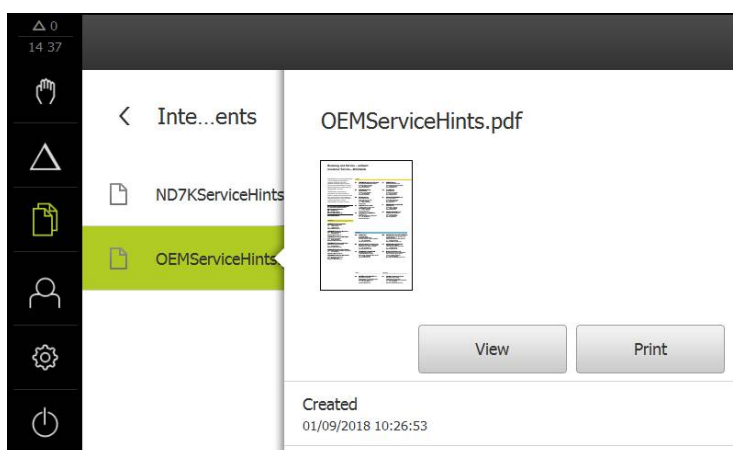 △ 0
14 37
Inte...ents
ND7KServiceHints
OEMServiceHints.
OEMServiceHints.pdf
View
Print
Created
01/09/2018 10:26:53